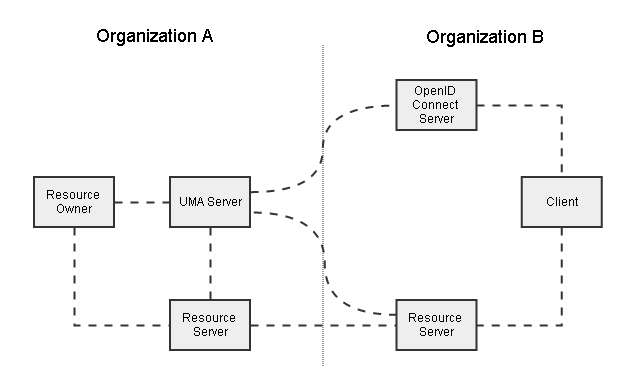 Organization A
Organization B
OpenID
Connect
Server
Resource
Owner
UMA Server
Client
Resource
Server
Resource
Server